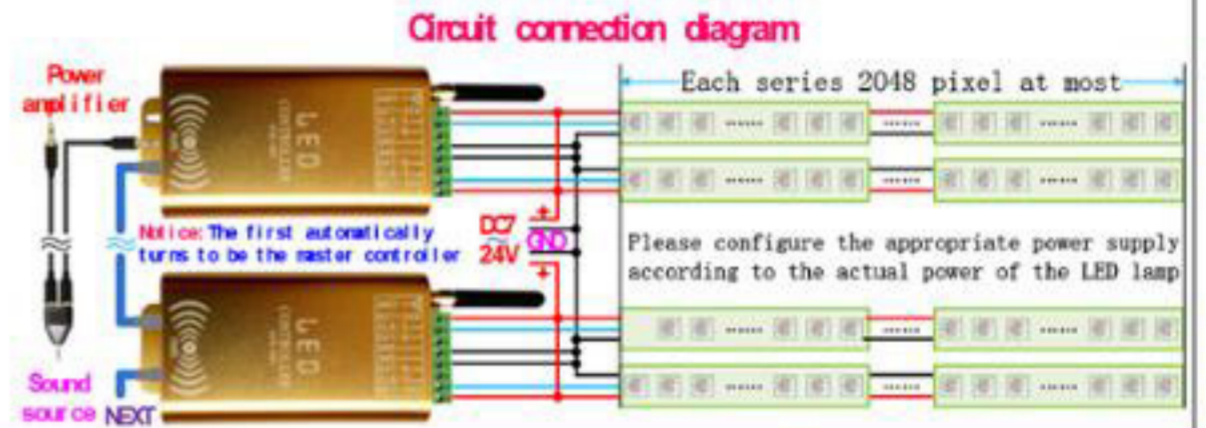 Circuit connection diagram
Power
amplifier
Each series 2048 pixel at most
LED
CONTROLLER
Notice: The first automatically
turns to be the master controller
DC7
~
24V
+
GND
+
Please configure the appropriate power supply
according to the actual power of the LED lamp
LED
CONTROLLER
Sound
source
NEXT